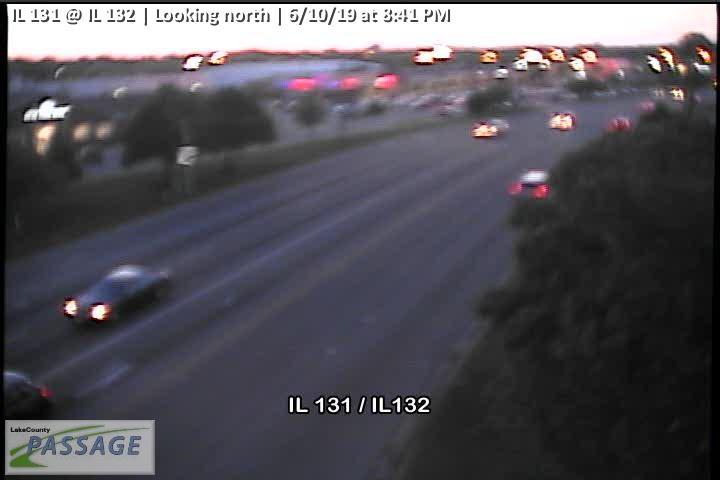 IL 131 @ IL 132 | Looking north | 6/10/19 at 8:41 PM
IL 131 / IL132
LakeCounty
PASSAGE